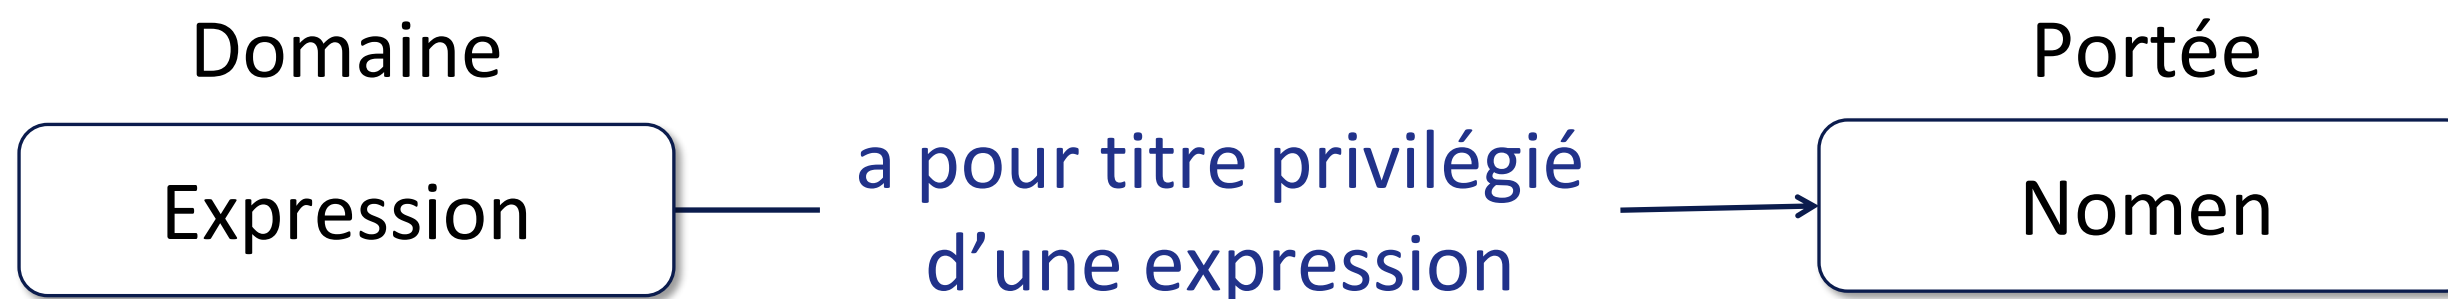 Domaine
Portée
Expression
a pour titre privilégié
d’une expression
Nomen